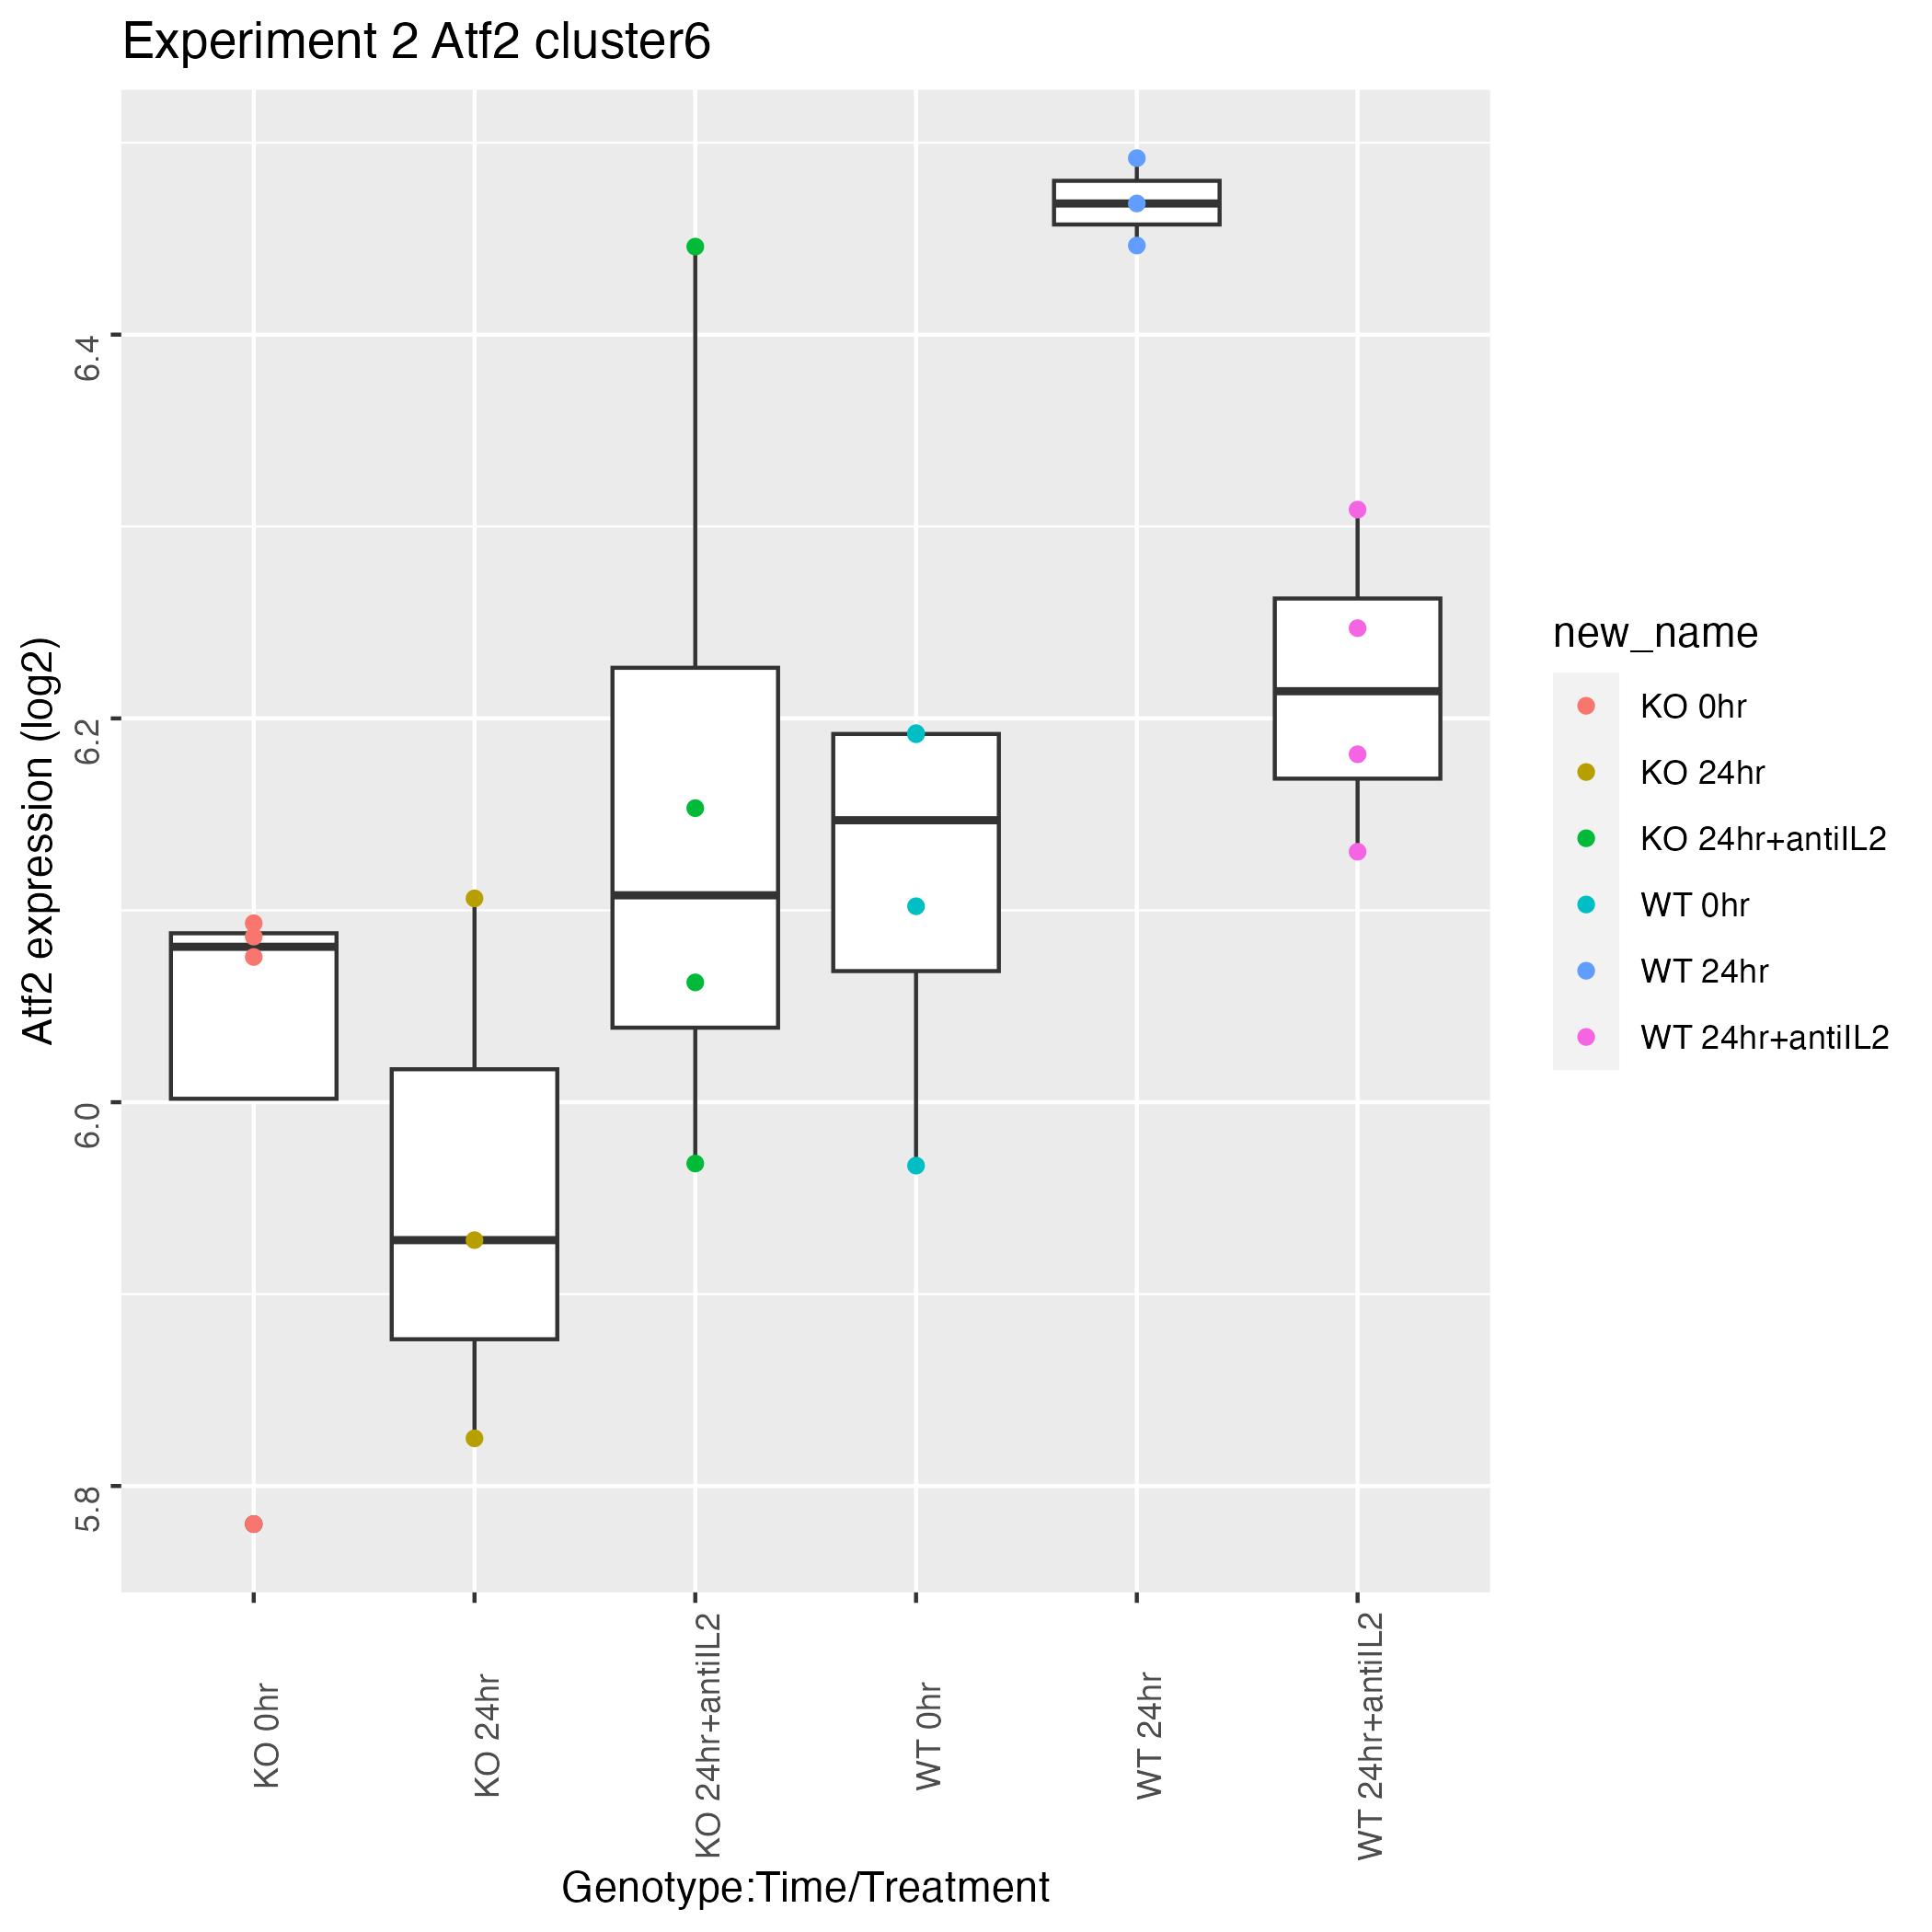 Experiment 2 Atf2 cluster6
Atf2 expression (log2)
6.4
6.2
6.0
5.8
KO 0hr
KO 24hr
KO 24hr+antiIL2
WT 0hr
WT 24hr
WT 24hr+antiIL2
Genotype:Time/Treatment
new_name
KO 0hr
KO 24hr
KO 24hr+antiIL2
WT 0hr
WT 24hr
WT 24hr+antiIL2